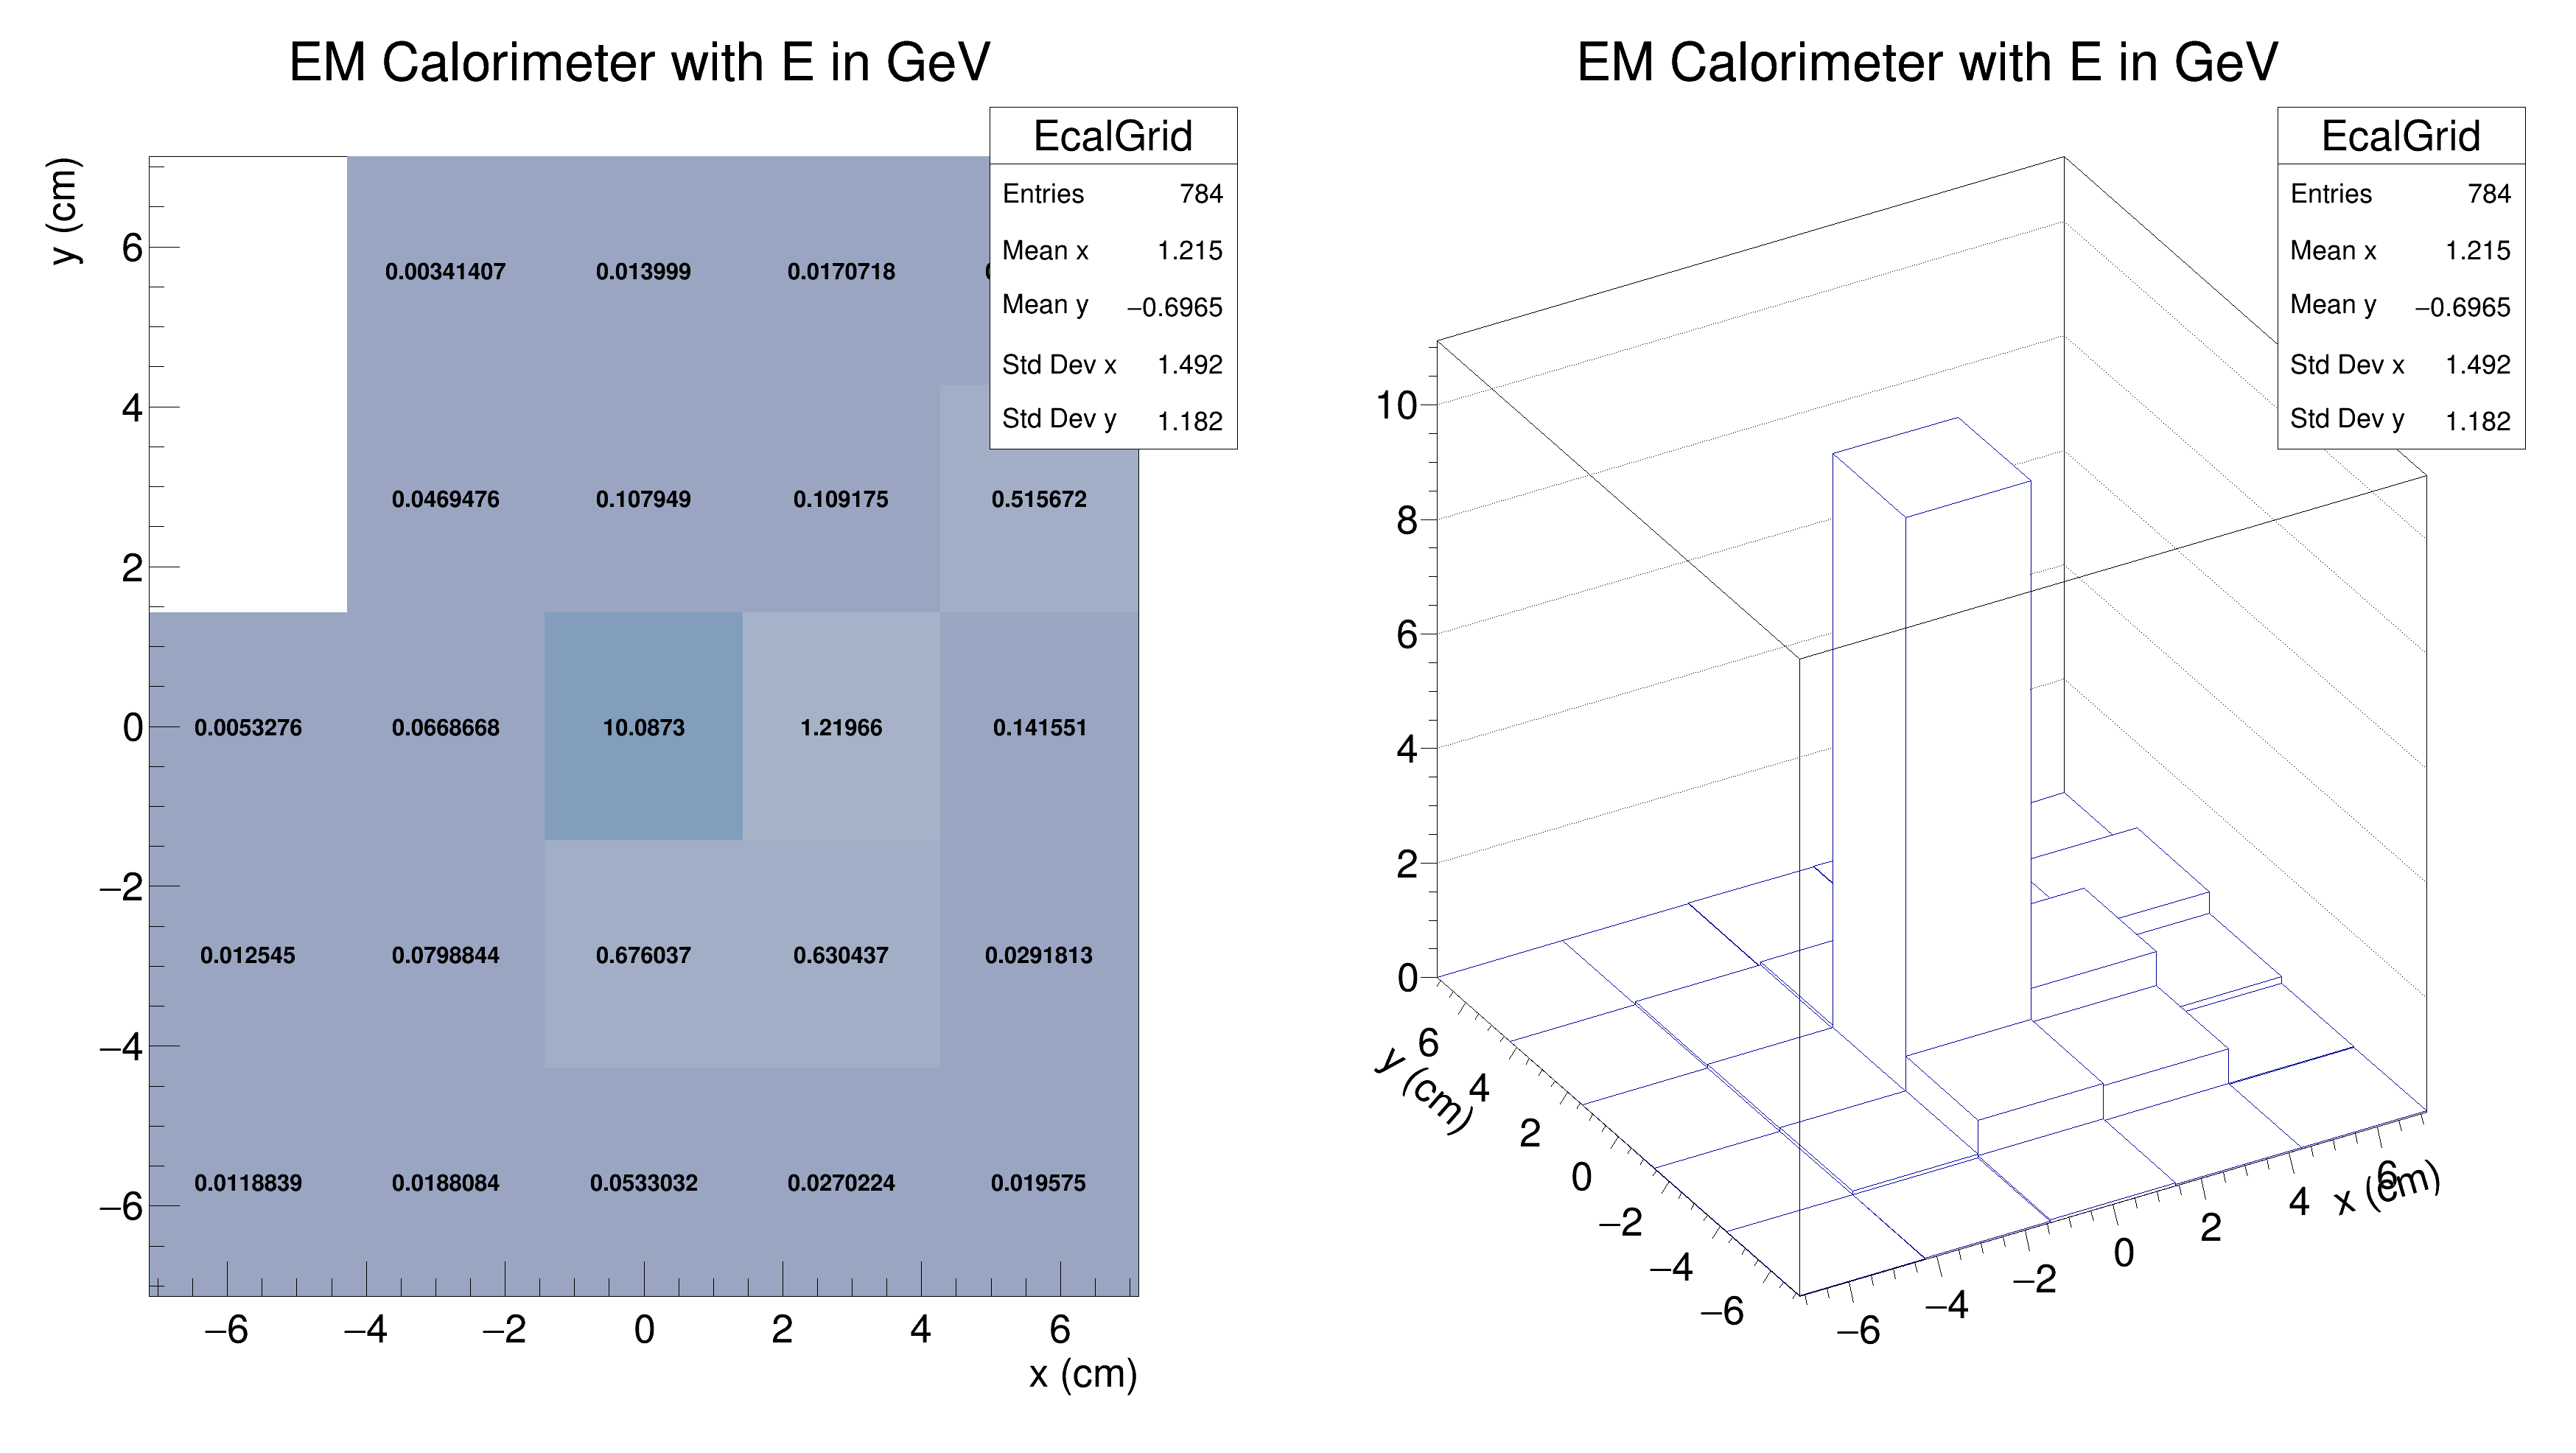 EM Calorimeter with E in GeV
EcalGrid
Entries 784
Mean x 1.215
Mean y −0.6965
Std Dev x 1.492
Std Dev y 1.182
y (cm)
6
4
2
0
−2
−4
−6
0.00341407 0.013999 0.0170718
0.0469476 0.107949 0.109175 0.515672
0.0053276 0.0668668 10.0873 1.21966 0.141551
0.012545 0.0798844 0.676037 0.630437 0.0291813
0.0118839 0.0188084 0.0533032 0.0270224 0.019575
−6 −4 −2 0 2 4 6
x (cm)
EM Calorimeter with E in GeV
EcalGrid
Entries 784
Mean x 1.215
Mean y −0.6965
Std Dev x 1.492
Std Dev y 1.182
10
8
6
4
2
0
y (cm)
6
4
2
0
−2
−4
−6
−6 −4 −2 0 2 4 6
x (cm)